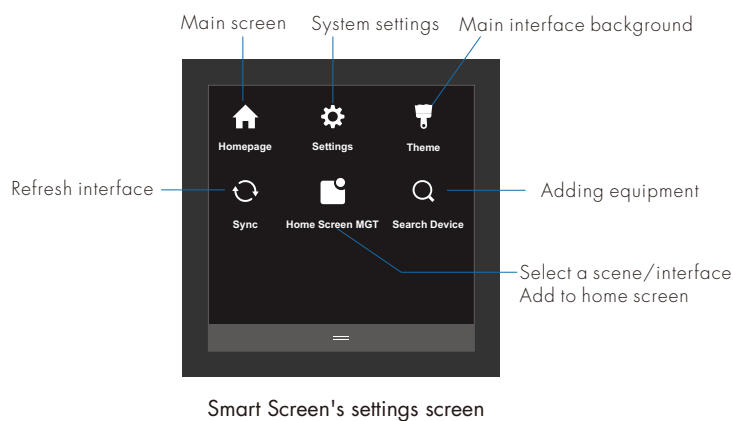 Main screen
System settings
Main interface background
Homepage
Settings
Theme
Refresh interface
Adding equipment
Sync
Home Screen MGT
Search Device
Select a scene/interface
Add to home screen
Smart Screen's settings screen